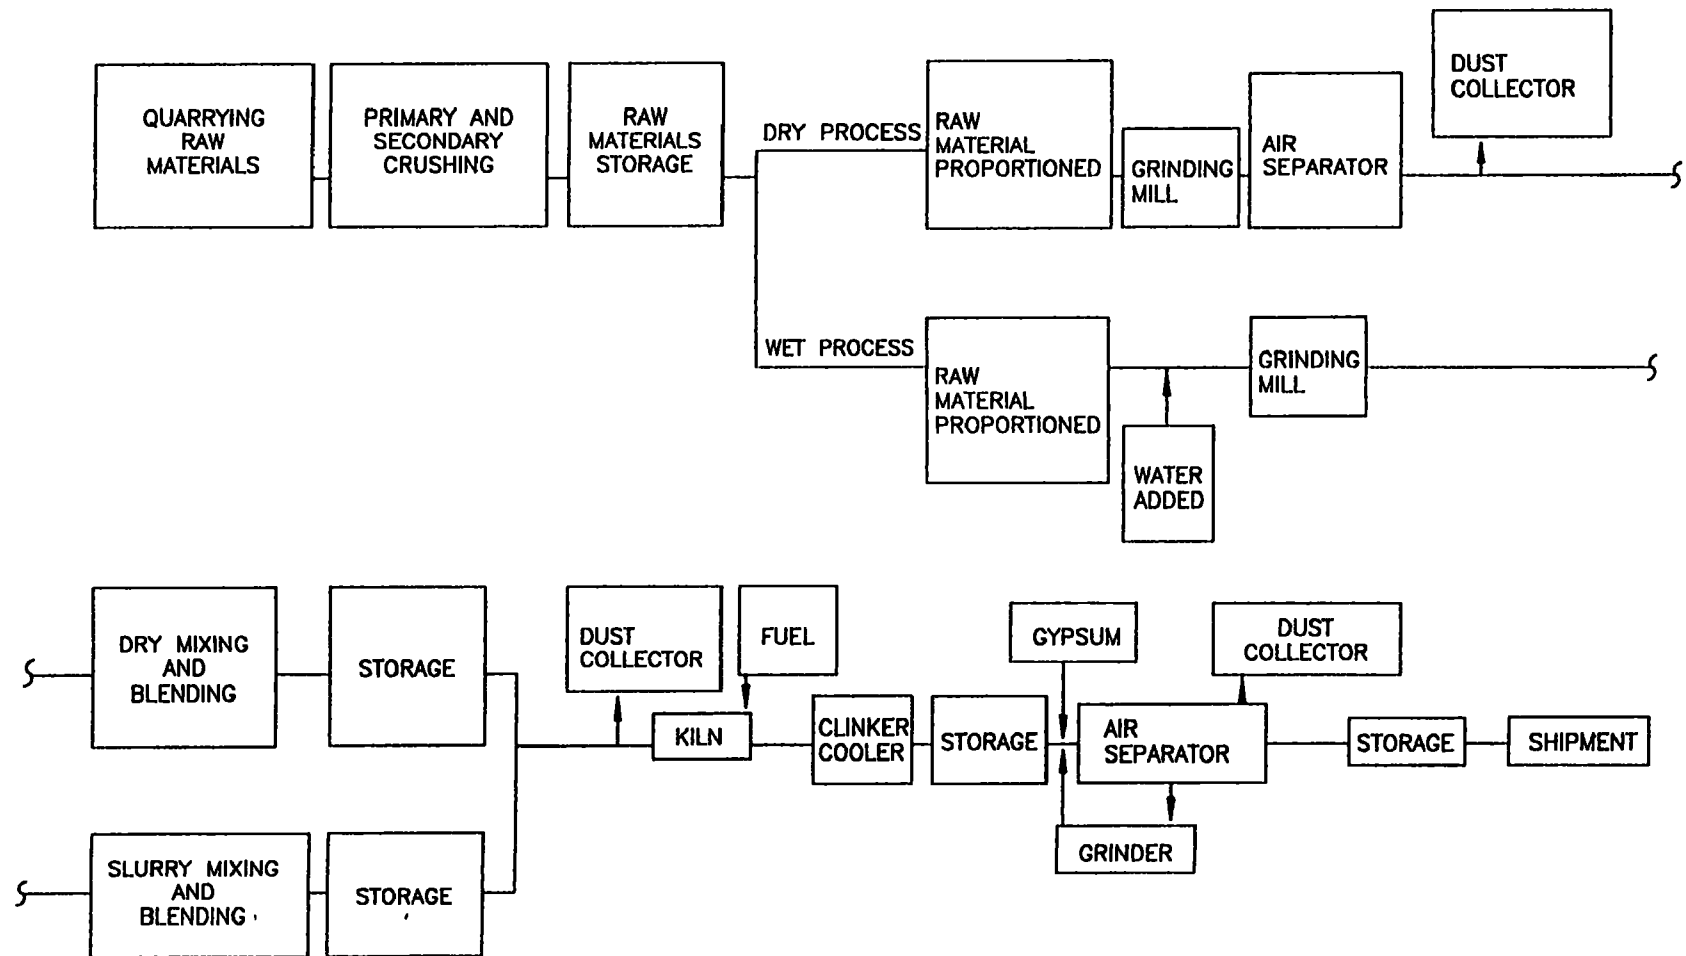 QUARRYING
RAW
MATERIALS
PRIMARY AND
SECONDARY
CRUSHING
RAW
MATERIALS
STORAGE
DRY PROCESS
RAW
MATERIAL
PROPORTIONED
GRINDING
MILL
AIR
SEPARATOR
DUST
COLLECTOR
WET PROCESS
RAW
MATERIAL
PROPORTIONED
WATER
ADDED
GRINDING
MILL
DRY MIXING
AND
BLENDING
STORAGE
SLURRY MIXING
AND
BLENDING
STORAGE
DUST
COLLECTOR
FUEL
KILN
CLINKER
COOLER
STORAGE
GYPSUM
AIR
SEPARATOR
GRINDER
DUST
COLLECTOR
STORAGE
SHIPMENT